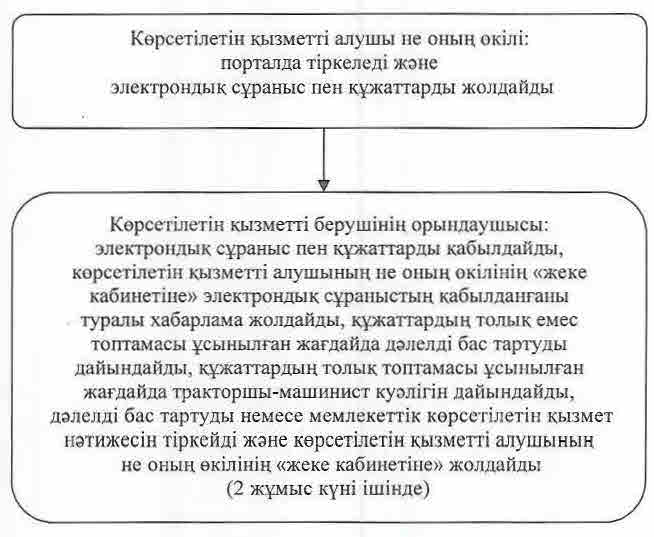 Көрсетілетін қызметті алушы не оның өкілі:
порталда тіркеледі және
электрондық сұраныс пен құжаттарды жолдайды
Көрсетілетін қызметті берушінің орындаушысы:
электрондық сұраныс пен құжаттарды қабылдайды,
көрсетілетін қызметті алушының не оның өкілінің «жеке
кабинетіне» электрондық сұраныстың қабылданғаны
туралы хабарлама жолдайды, құжаттардың толық емес
топтамасы ұсынылған жағдайда дәлелді бас тартуды
дайындайды, құжаттардың толық топтамасы ұсынылған
жағдайда тракторшы-машинист куәлігін дайындайды,
дәлелді бас тартуды немесе мемлекеттік көрсетілетін қызмет
нәтижесін тіркейді және көрсетілетін қызметті алушының
не оның өкілінің «жеке кабинетіне» жолдайды
(2 жұмыс күні ішінде)